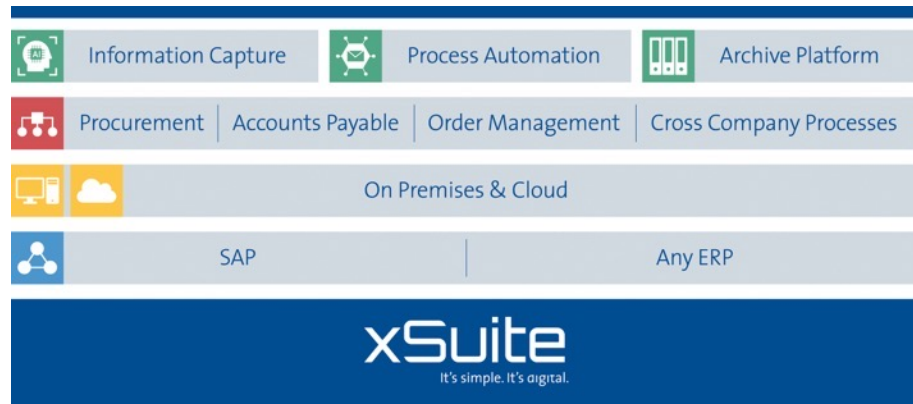 AI
Information Capture
Process Automation
Archive Platform
Procurement
Accounts Payable
Order Management
Cross Company Processes
On Premises & Cloud
SAP
Any ERP
xSuite
It's simple. It's digital.